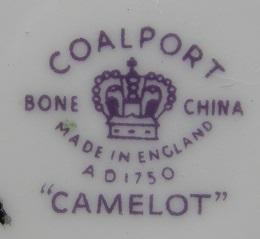 COALPORT
BONE CHINA
MADE IN ENGLAND
AD1750
"CAMELOT"